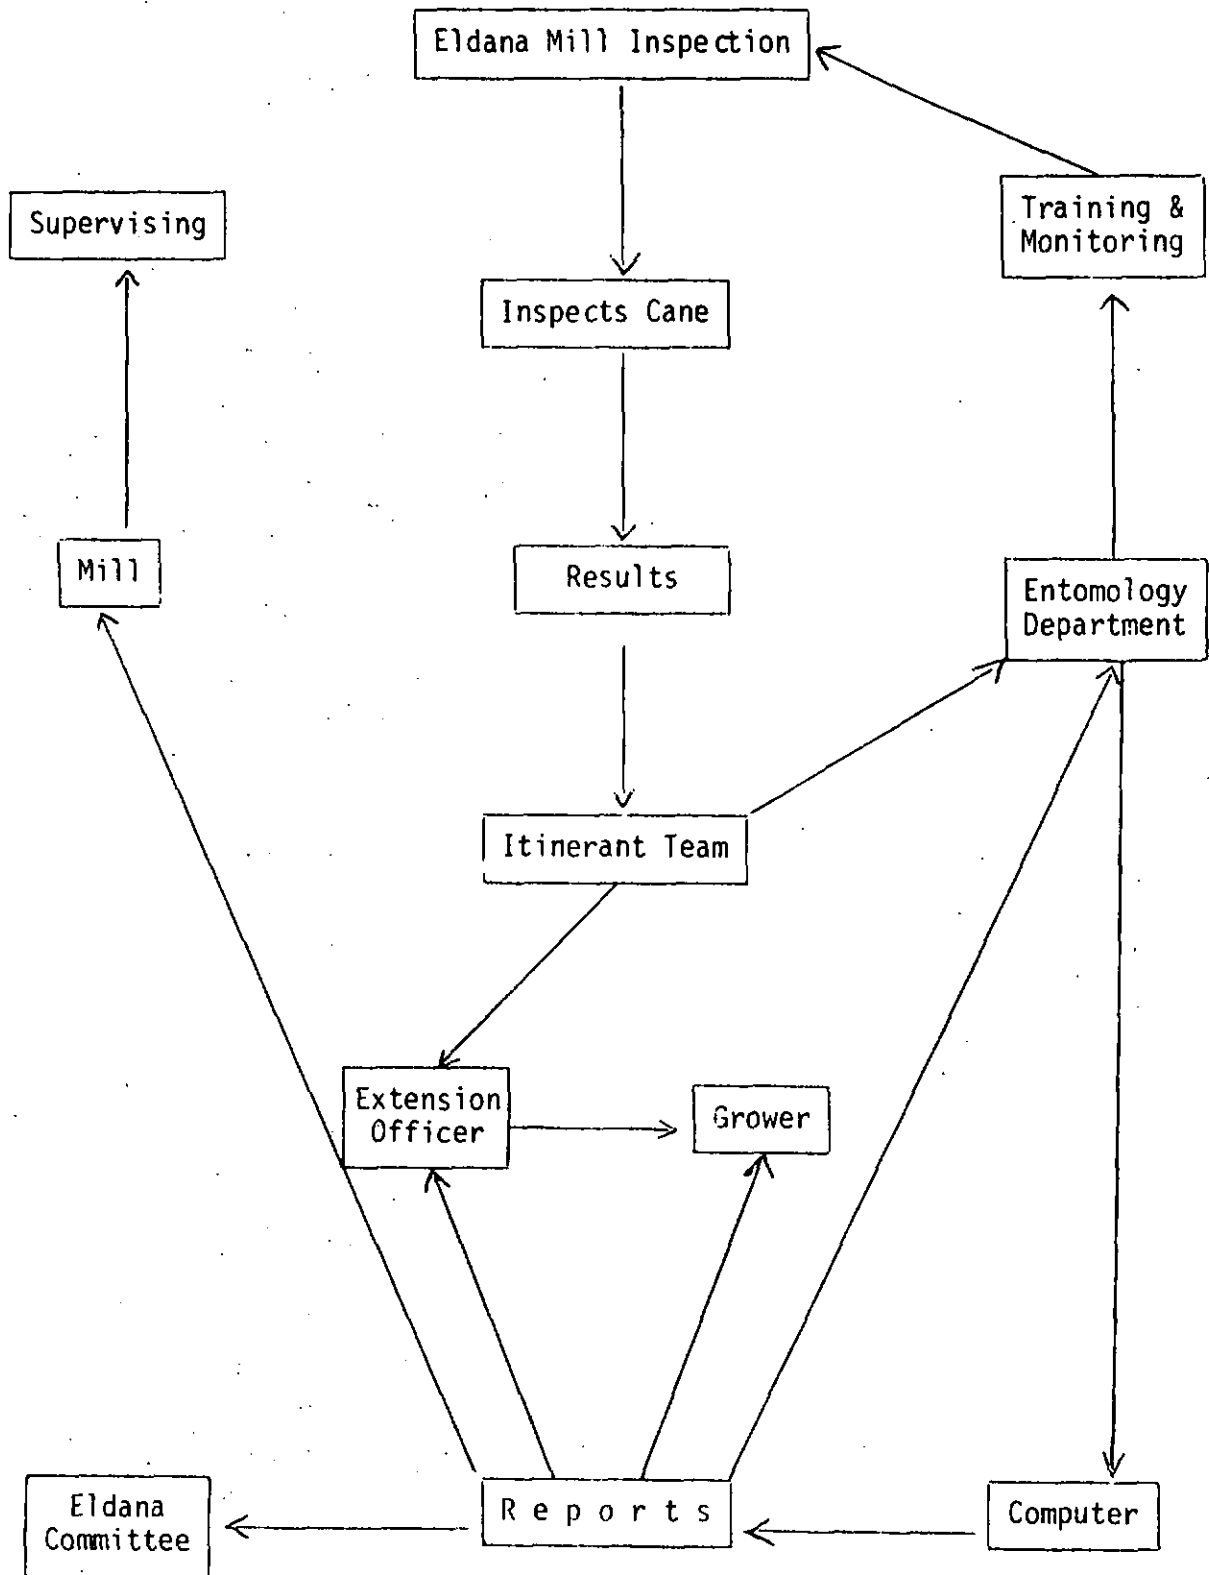 Eldana Mill Inspection
Supervising
Training &
Monitoring
Inspects Cane
Mill
Results
Entomology
Department
Itinerant Team
Extension
Officer
Grower
Eldana
Committee
Reports
Computer